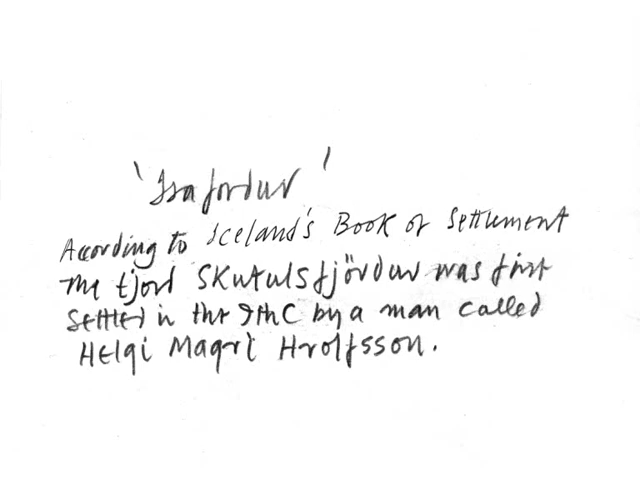 'Isafordur'
According to Iceland's Book of Settlement
The fjord Skutulsfjördur was first
Settled in the 9thC by a man called
Helgi Magri Hrolfsson.